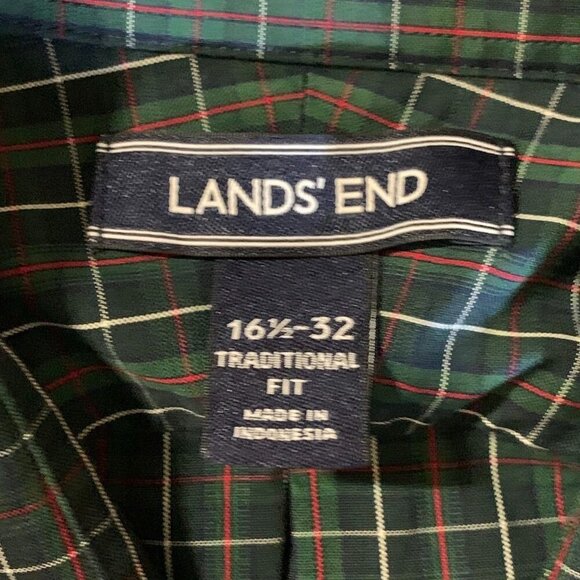 LANDS' END
16½-32
TRADITIONAL
FIT
MADE IN
INDONESIA